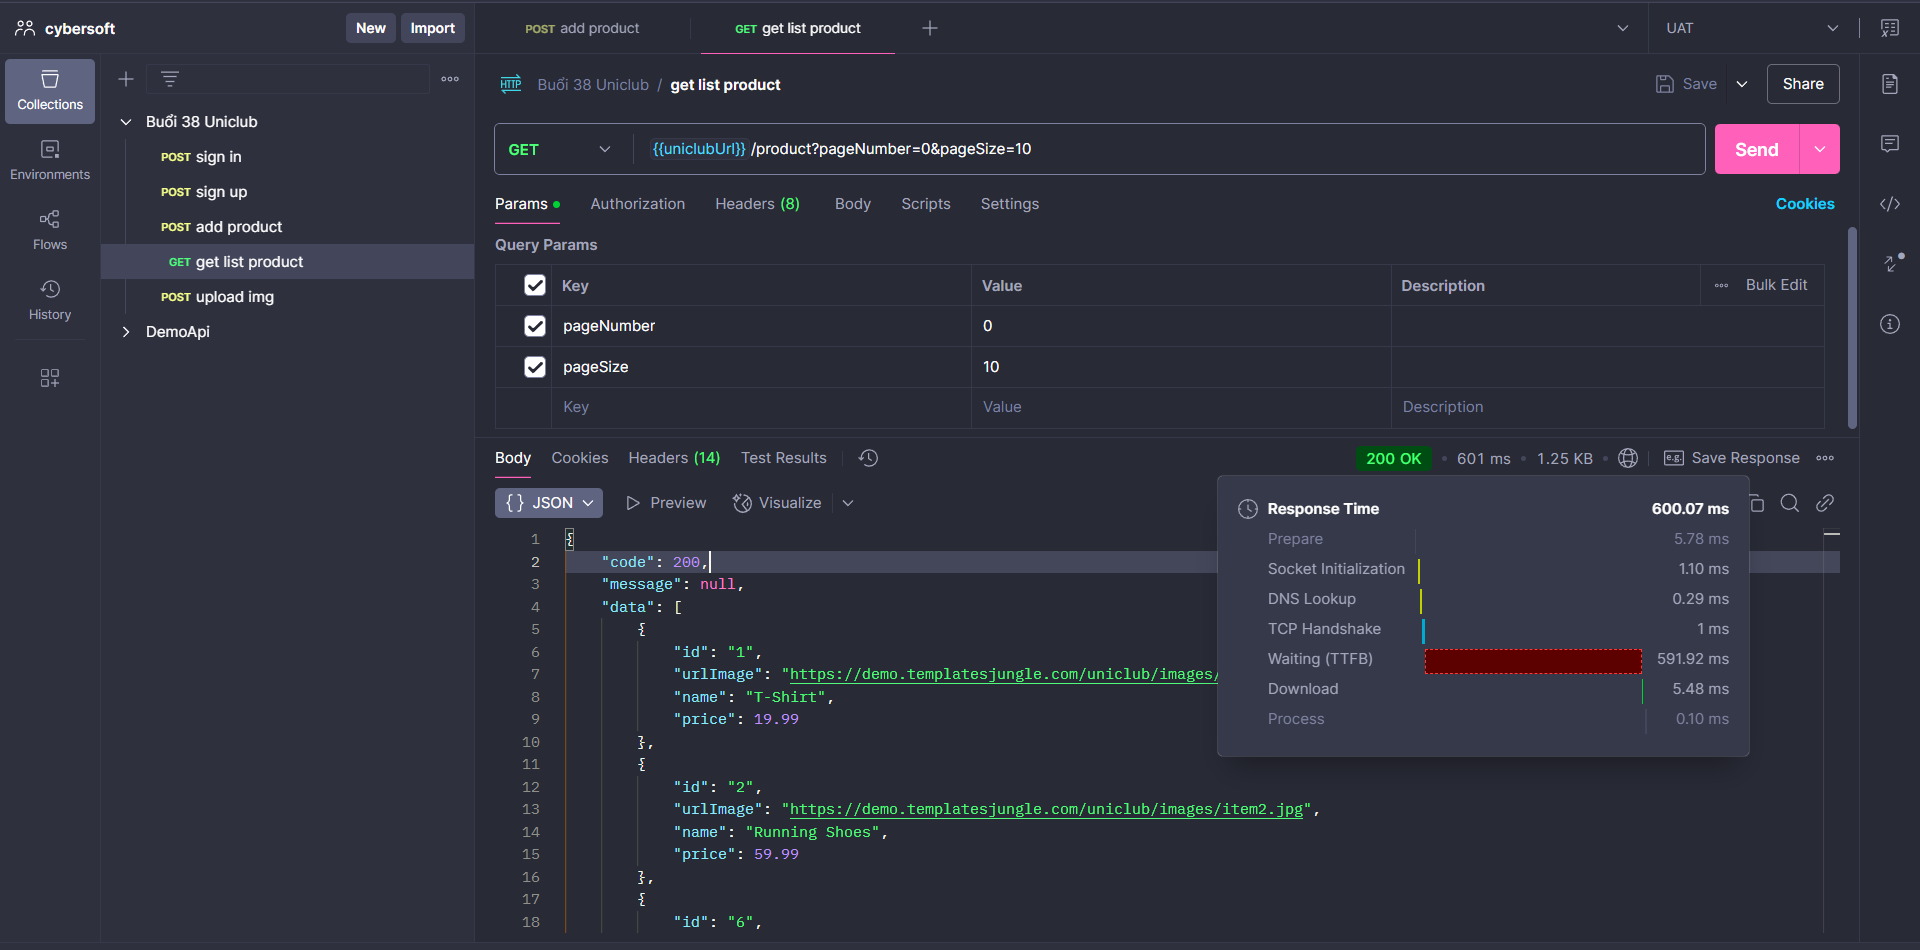 cybersoft
New
Import
POST add product
GET get list product
UAT
Collections
Environments
Flows
History
Buổi 38 Uniclub
POST sign in
POST sign up
POST add product
GET get list product
POST upload img
DemoApi
HTTP Buổi 38 Uniclub / get list product
Save
Share
GET
{{uniclubUrl}} /product?pageNumber=0&pageSize=10
Send
Params
Authorization
Headers (8)
Body
Scripts
Settings
Cookies
Query Params
Key
Value
Description
Bulk Edit
pageNumber
0
pageSize
10
Key
Value
Description
Body
Cookies
Headers (14)
Test Results
200 OK
601 ms
1.25 KB
e.g. Save Response
{} JSON
Preview
Visualize
1 {
2 "code": 200,
3 "message": null,
4 "data": [
5 {
6 "id": "1",
7 "urlImage": "https://demo.templatesjungle.com/uniclub/images/
8 "name": "T-Shirt",
9 "price": 19.99
10 },
11 {
12 "id": "2",
13 "urlImage": "https://demo.templatesjungle.com/uniclub/images/item2.jpg",
14 "name": "Running Shoes",
15 "price": 59.99
16 },
17 {
18 "id": "6",
Response Time 600.07 ms
Prepare 5.78 ms
Socket Initialization 1.10 ms
DNS Lookup 0.29 ms
TCP Handshake 1 ms
Waiting (TTFB) 591.92 ms
Download 5.48 ms
Process 0.10 ms